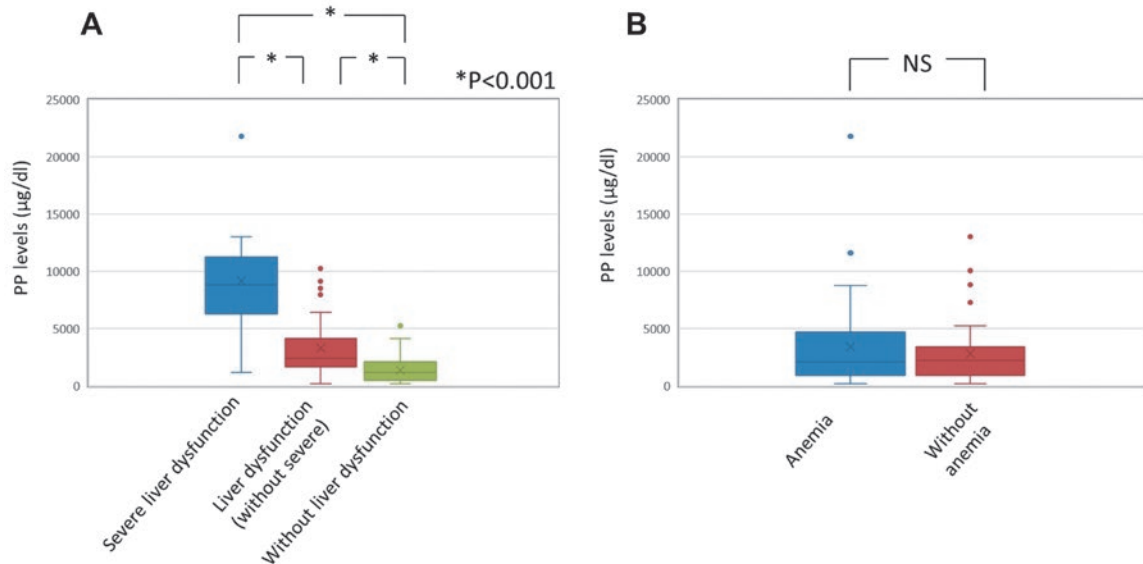 A
*
* *
*P<0.001
25000
20000
15000
10000
5000
0
PP levels (µg/dl)
Severe liver dysfunction
Liver dysfunction
(without severe)
Without liver dysfunction
B
NS
25000
20000
15000
10000
5000
0
PP levels (µg/dl)
Anemia
Without
anemia